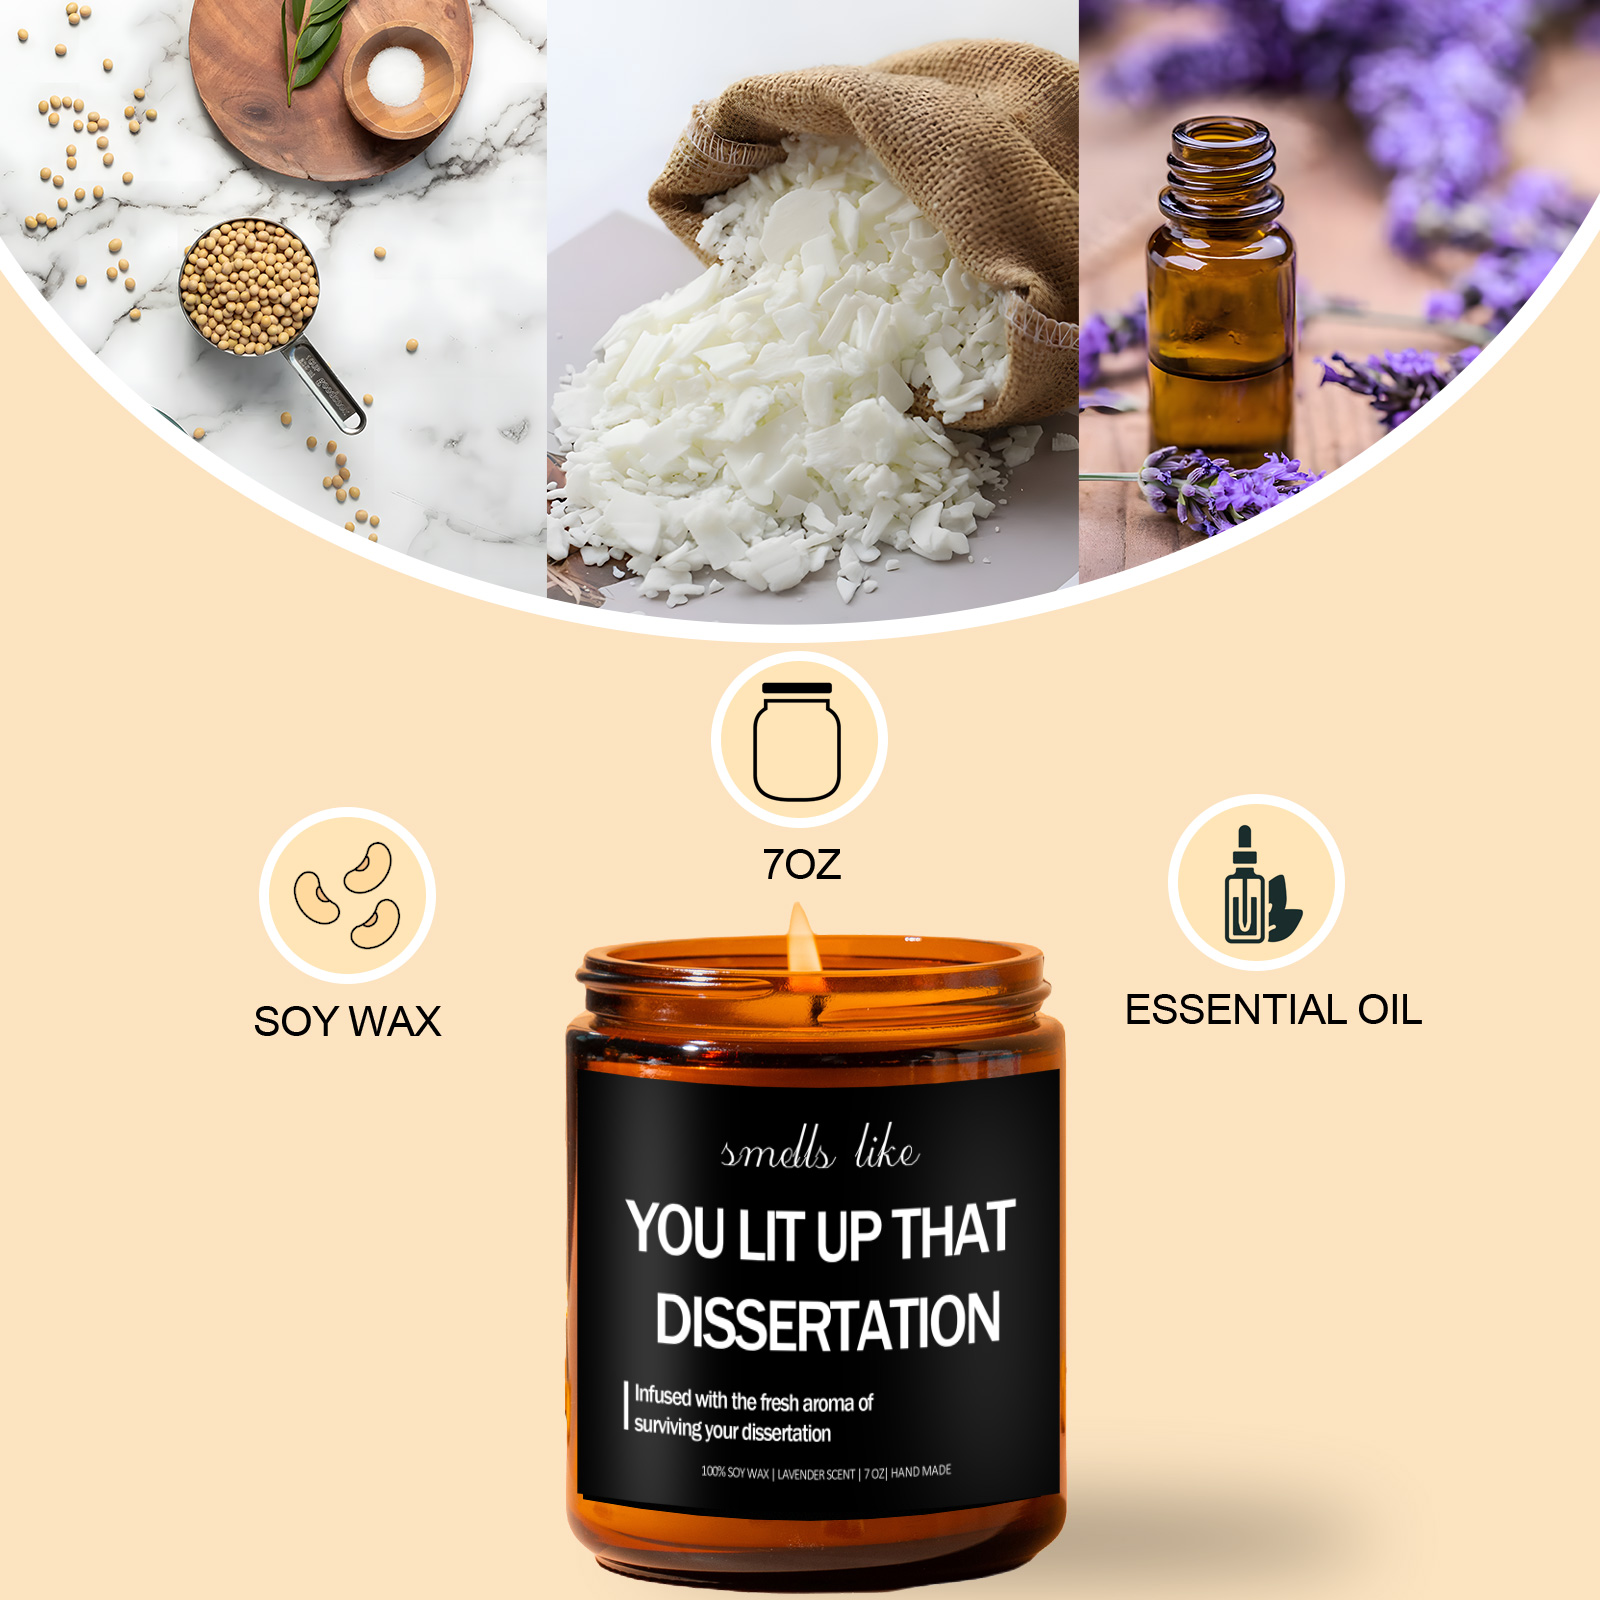 7OZ
SOY WAX
ESSENTIAL OIL
smells like
YOU LIT UP THAT
DISSERTATION
Infused with the fresh aroma of
surviving your dissertation
100% SOY WAX | LAVENDER SCENT | 7 OZ| HAND MADE